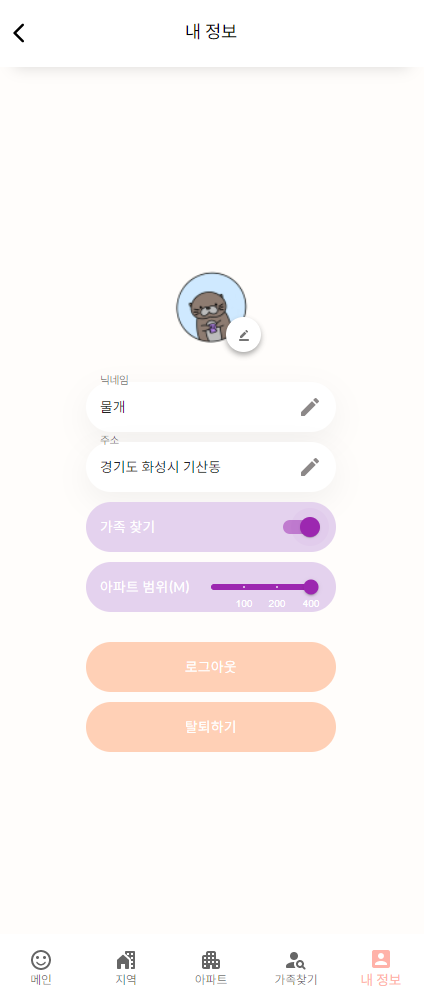 내 정보
닉네임
물개
주소
경기도 화성시 기산동
가족 찾기
아파트 범위(M)
100 200 400
로그아웃
탈퇴하기
메인 지역 아파트 가족찾기 내 정보